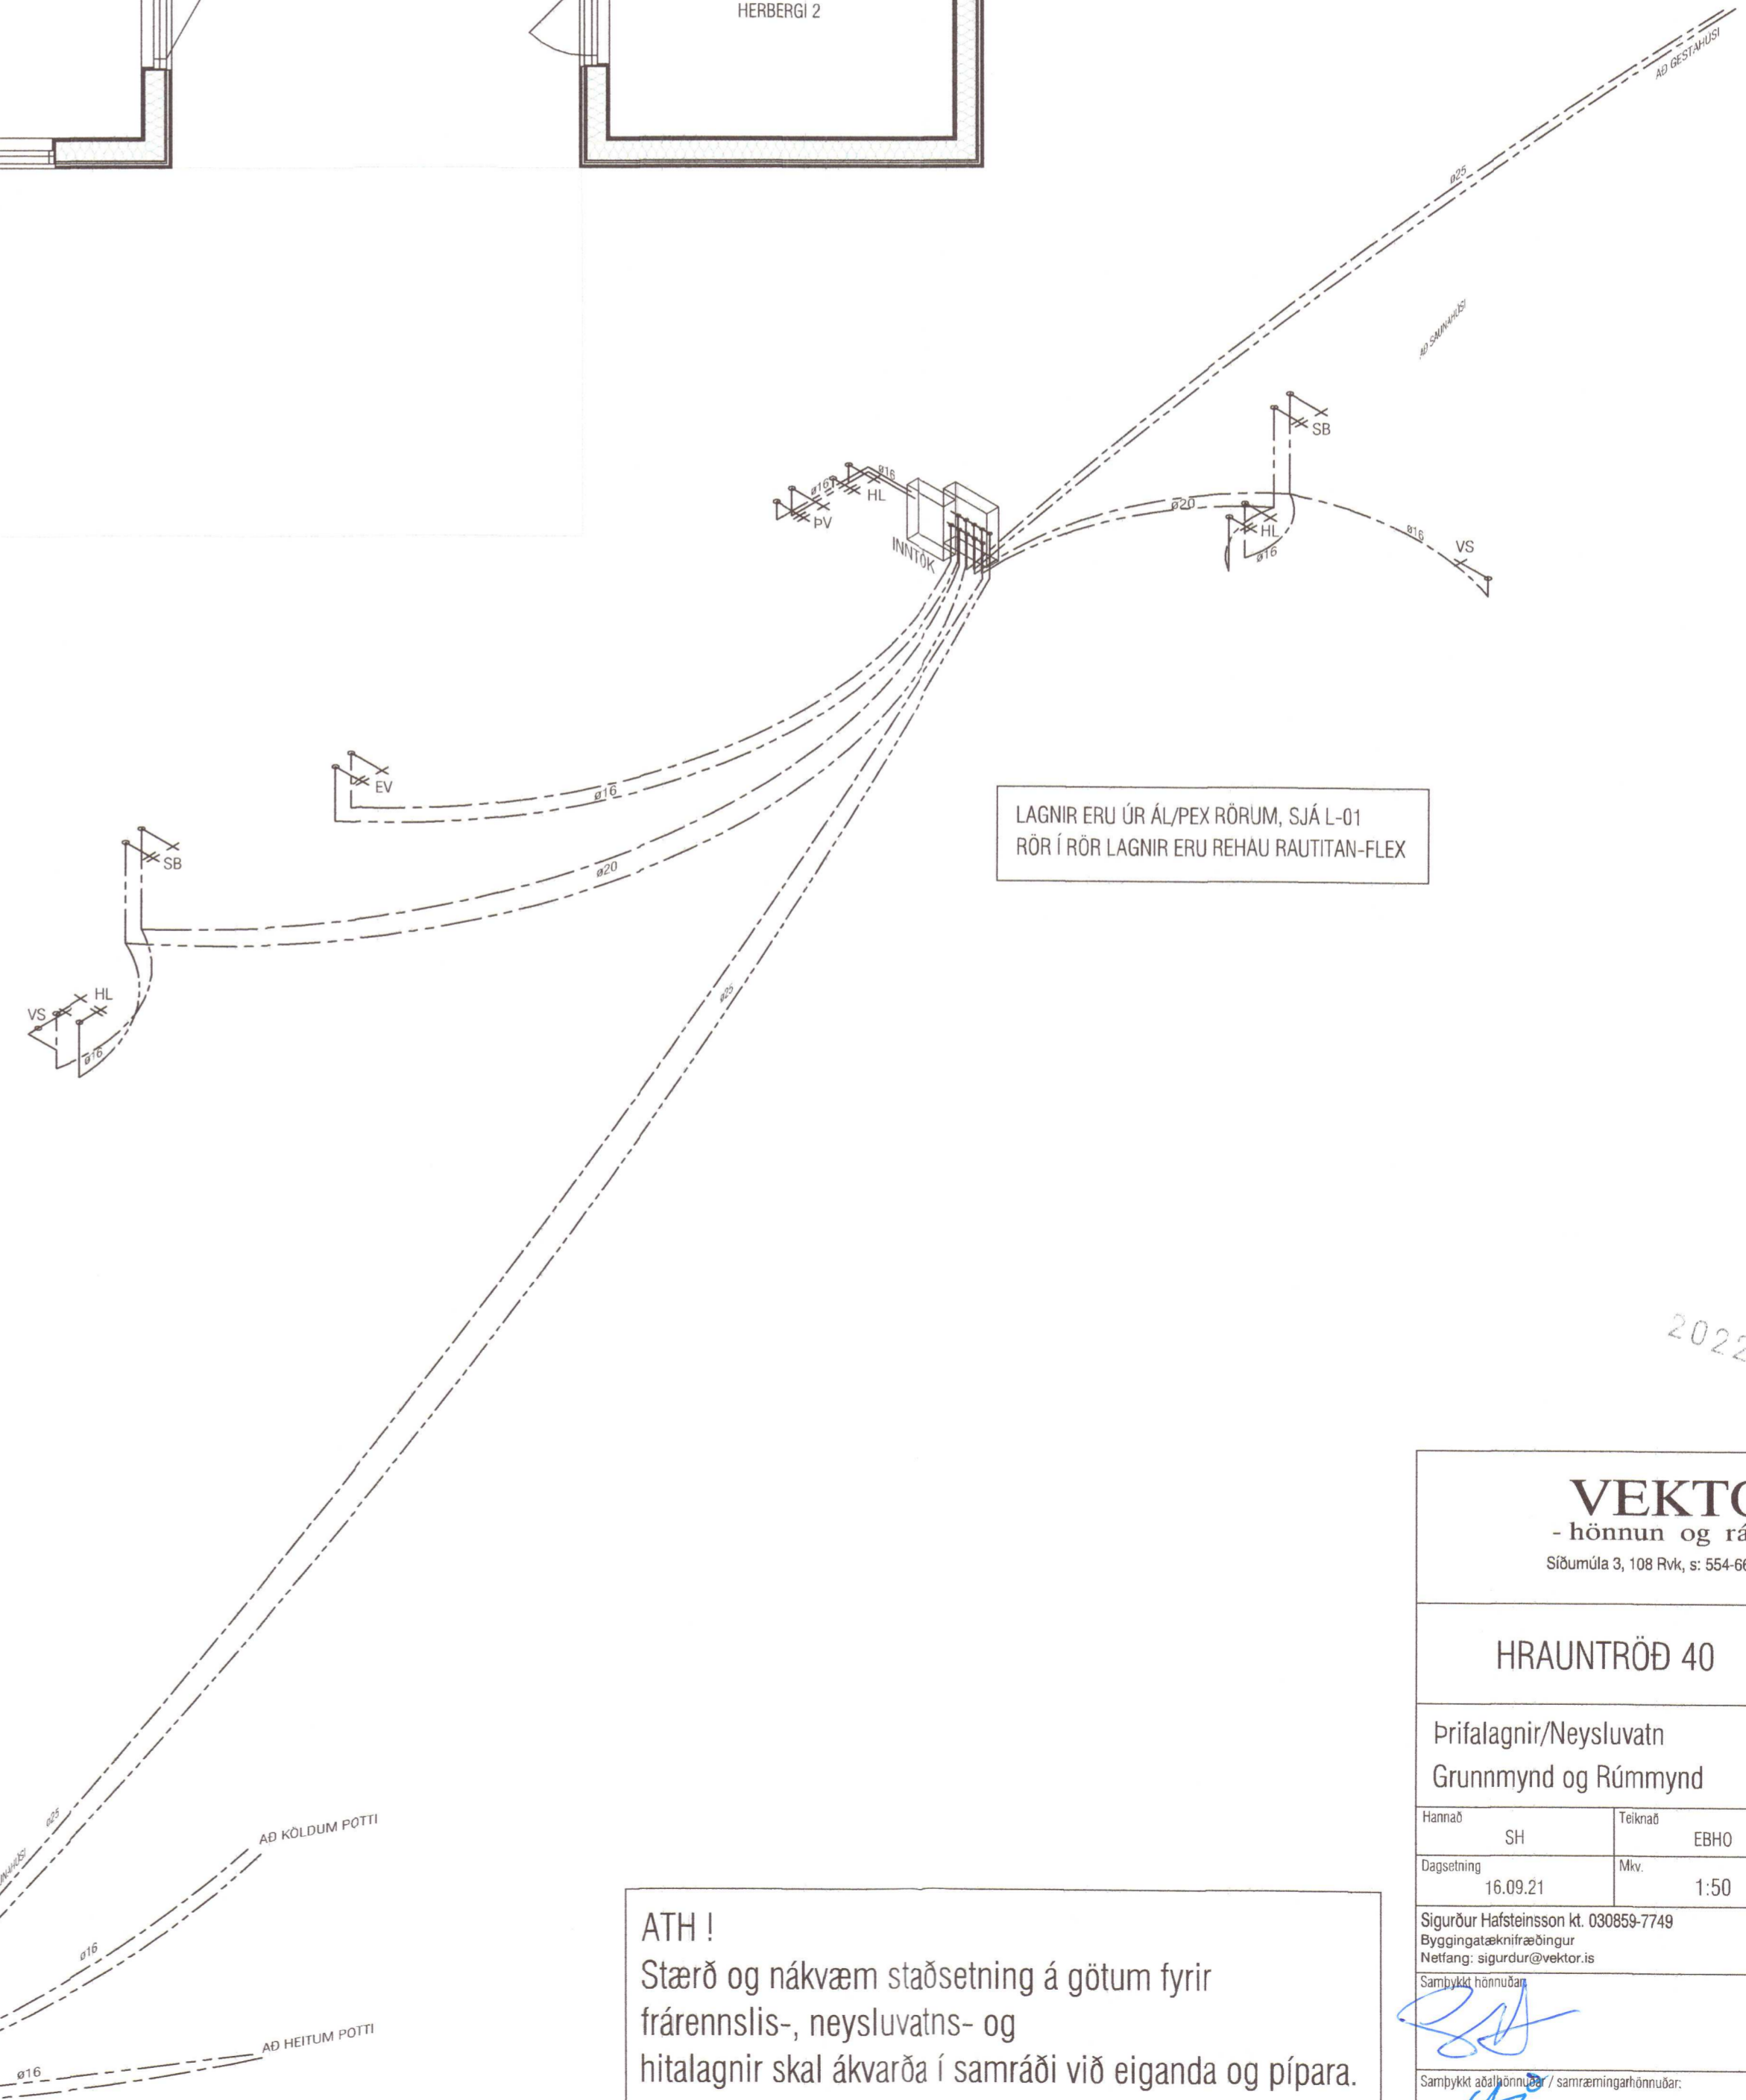 HERBERGI 2
AÐ GESTAHÚSI
ø25
AÐ SAUNAHÚSI
SB
ø16
HL
ø16
ÞV
INNTÖK
ø20
HL
ø16
ø16
VS
EV
ø16
SB
ø20
LAGNIR ERU ÚR ÁL/PEX RÖRUM, SJÁ L-01
RÖR Í RÖR LAGNIR ERU REHAU RAUTITAN-FLEX
HL
VS
ø16
ø25
2022
VEKTO
- hönnun og rá
Síðumúla 3, 108 Rvk, s: 554-66
HRAUNTRÖÐ 40
Þrifalagnir/Neysluvatn
Grunnmynd og Rúmmynd
Hannað
SH
Teiknað
EBHO
Dagsetning
16.09.21
Mkv.
1:50
Sigurður Hafsteinsson kt. 030859-7749
Byggingatæknifræðingur
Netfang: sigurdur@vektor.is
Samþykkt hönnuðar
Samþykkt aðalhönnuðar / samræmingarhönnuðar:
ø25
AÐ KÖLDUM POTTI
ø16
AÐ HEITUM POTTI
ø16
ATH !
Stærð og nákvæm staðsetning á götum fyrir
frárennslis-, neysluvatns- og
hitalagnir skal ákvarða í samráði við eiganda og pípara.